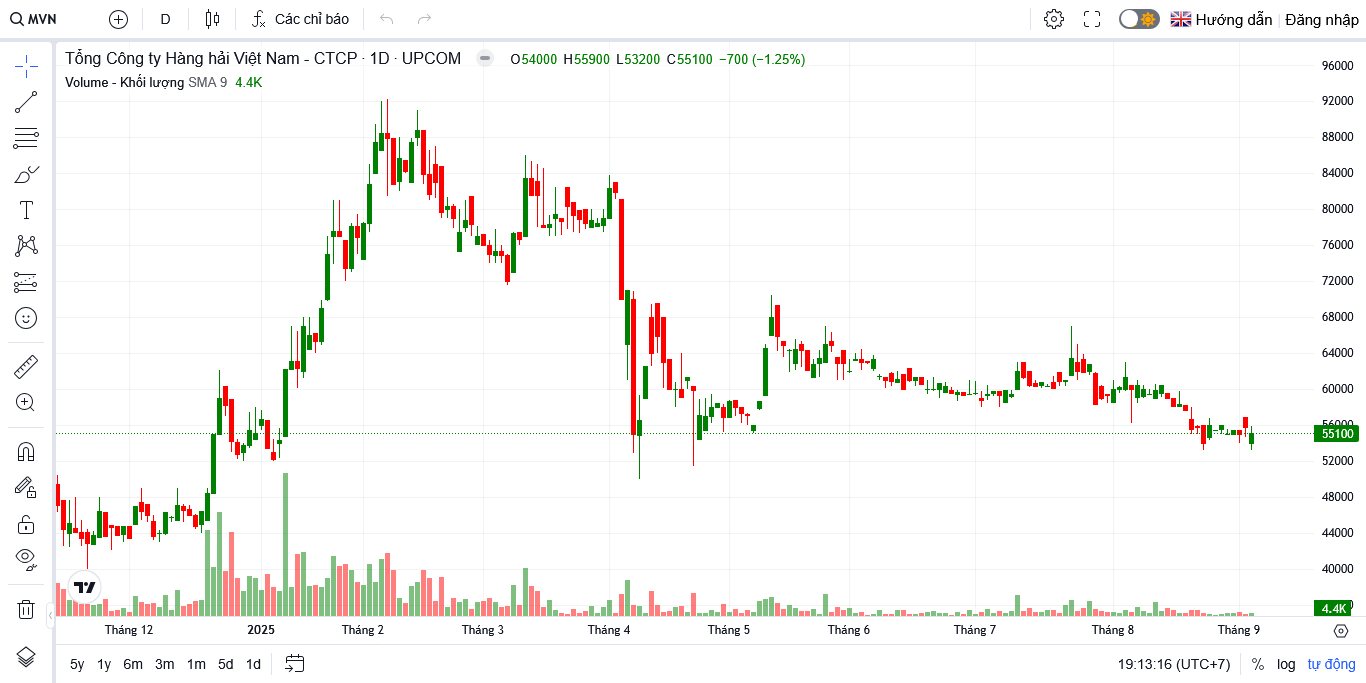 MVN D Các chỉ báo Hướng dẫn Đăng nhập
Tổng Công ty Hàng hải Việt Nam - CTCP · 1D · UPCOM O54000 H55900 L53200 C55100 −700 (−1.25%)
Volume - Khối lượng SMA 9 4.4K
96000
92000
88000
84000
80000
76000
72000
68000
64000
60000
56000
55100
52000
48000
44000
40000
4.4K
Tháng 12 2025 Tháng 2 Tháng 3 Tháng 4 Tháng 5 Tháng 6 Tháng 7 Tháng 8 Tháng 9
5y 1y 6m 3m 1m 5d 1d 19:13:16 (UTC+7) % log tự động